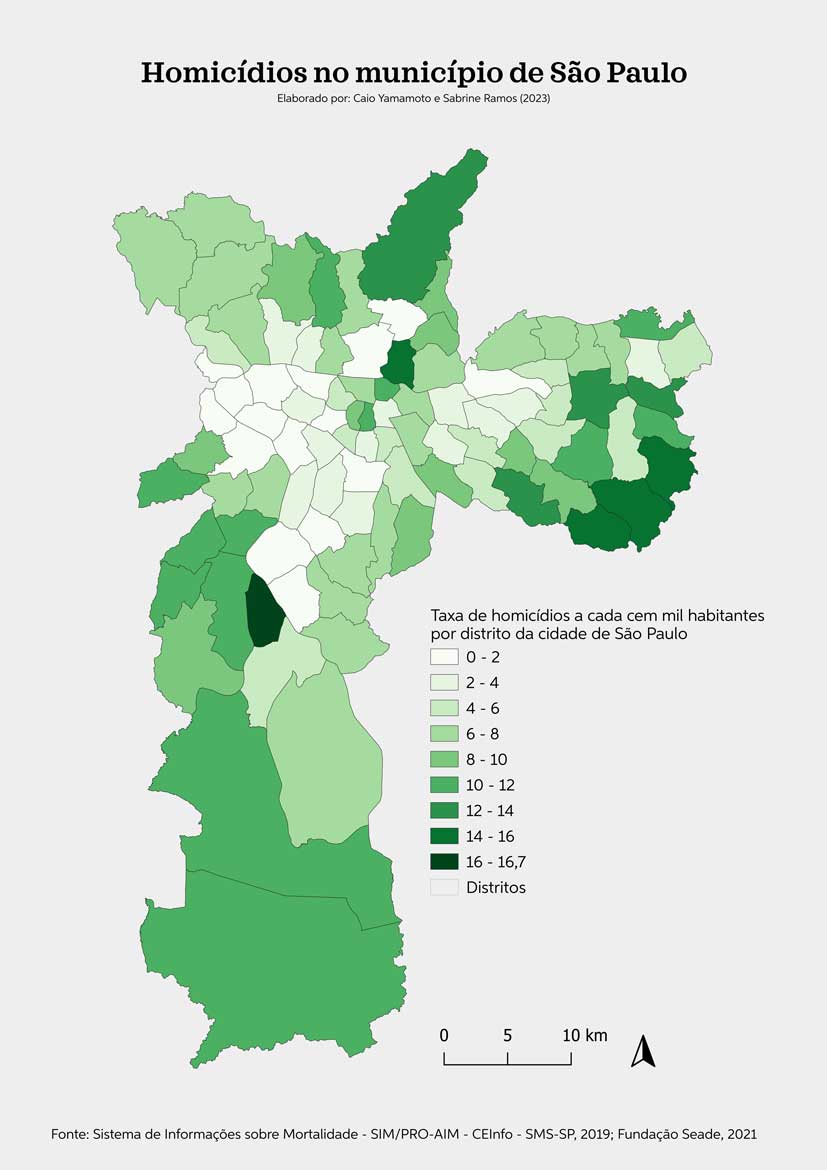 Homicídios no município de São Paulo
Elaborado por: Caio Yamamoto e Sabrine Ramos (2023)
Taxa de homicídios a cada cem mil habitantes
por distrito da cidade de São Paulo
0 - 2
2 - 4
4 - 6
6 - 8
8 - 10
10 - 12
12 - 14
14 - 16
16 - 16,7
Distritos
0 5 10 km
Fonte: Sistema de Informações sobre Mortalidade - SIM/PRO-AIM - CEInfo - SMS-SP, 2019; Fundação Seade, 2021